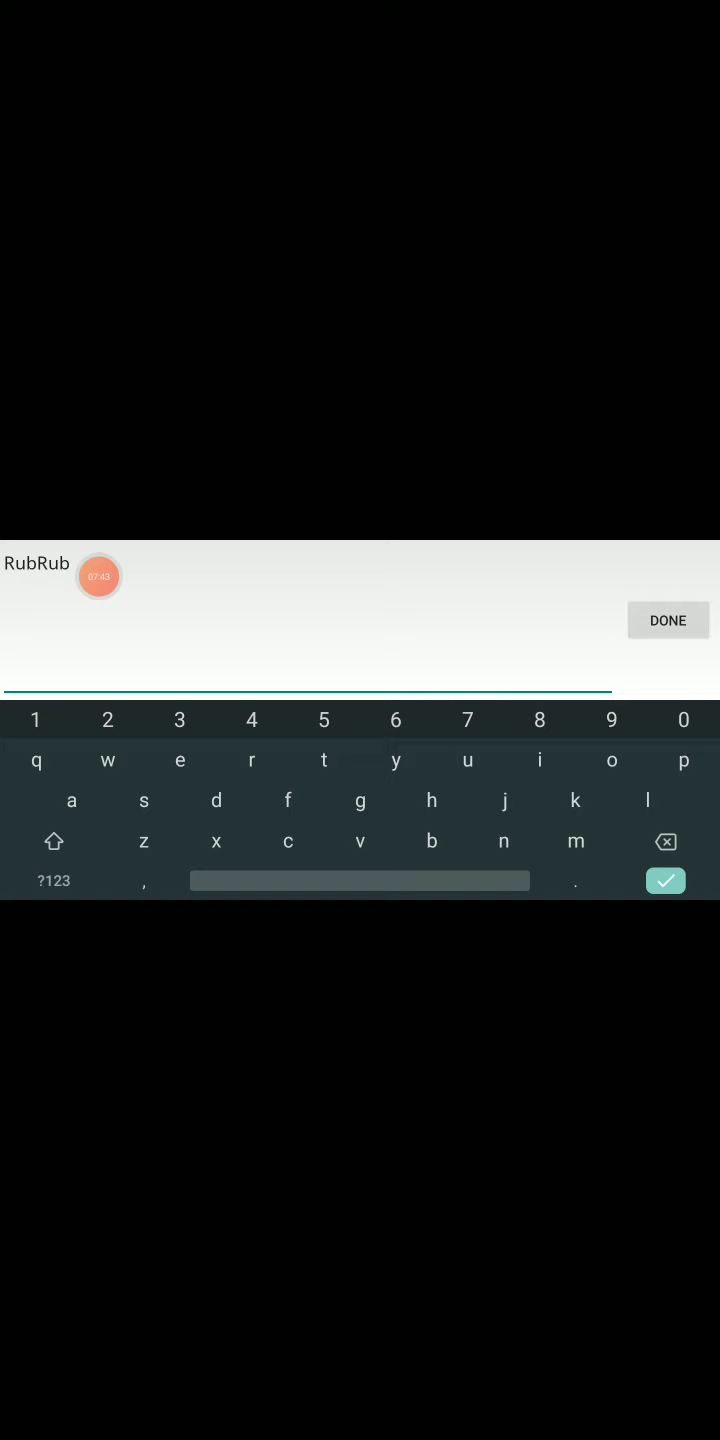 RubRub
07:43
DONE
1 2 3 4 5 6 7 8 9 0
q w e r t y u i o p
a s d f g h j k l
z x c v b n m
?123 , .